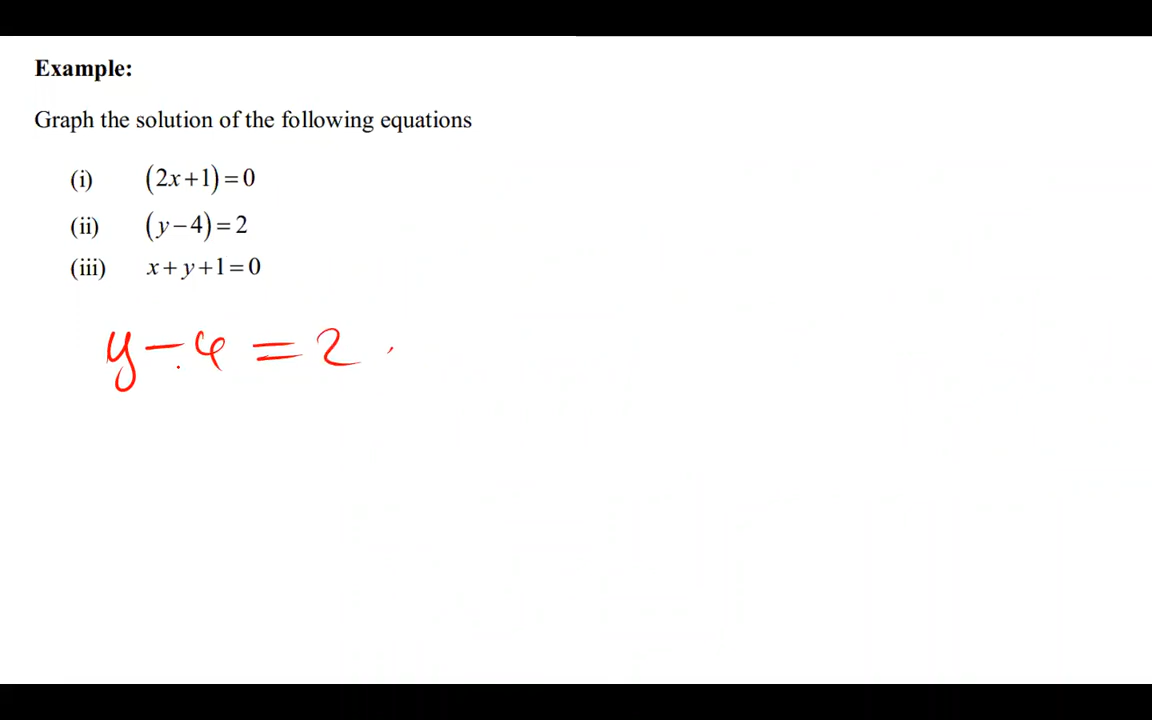 Example:
Graph the solution of the following equations
(i) (2x+1)=0
(ii) (y−4)=2
(iii) x+y+1=0
y−4 = 2